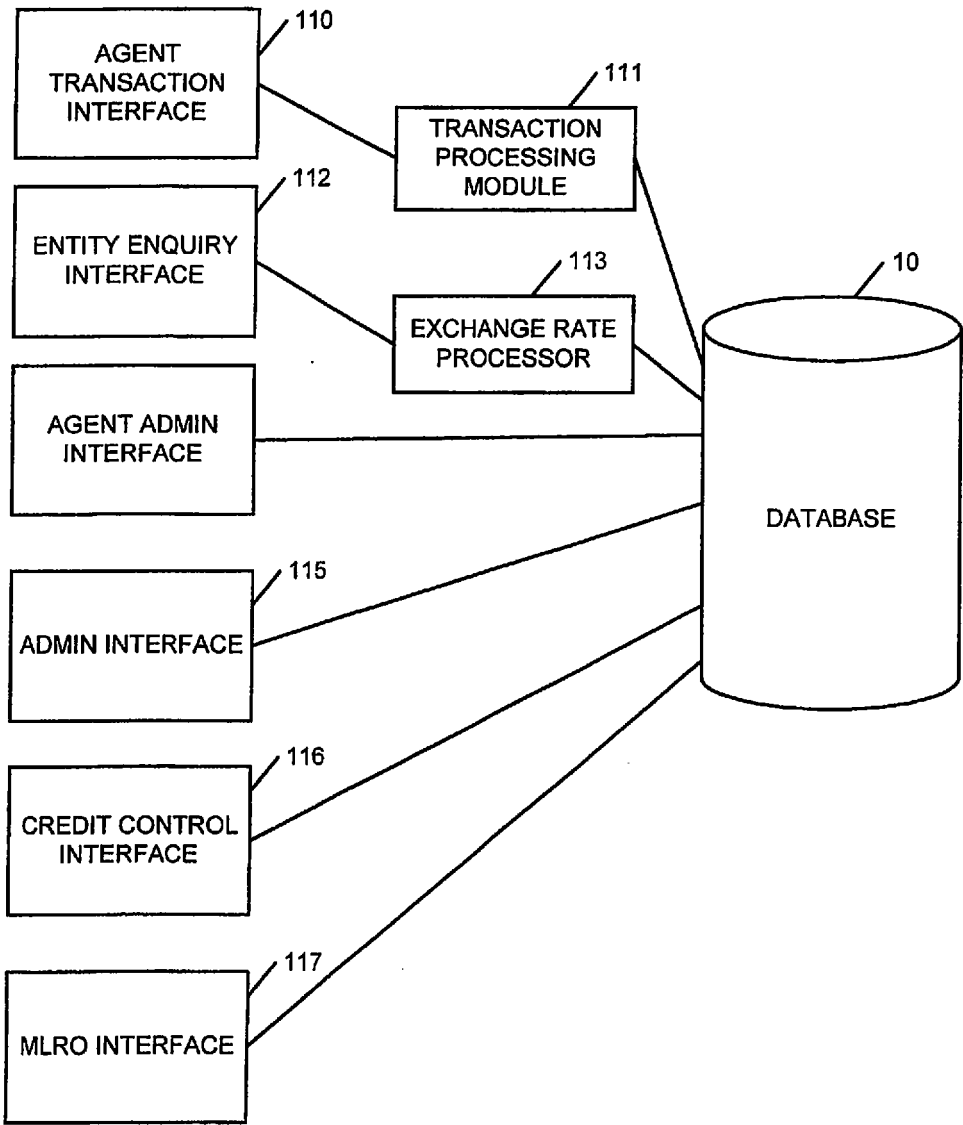 110
AGENT
TRANSACTION
INTERFACE
111
TRANSACTION
PROCESSING
MODULE
112
ENTITY ENQUIRY
INTERFACE
113
EXCHANGE RATE
PROCESSOR
10
DATABASE
AGENT ADMIN
INTERFACE
115
ADMIN INTERFACE
116
CREDIT CONTROL
INTERFACE
117
MLRO INTERFACE